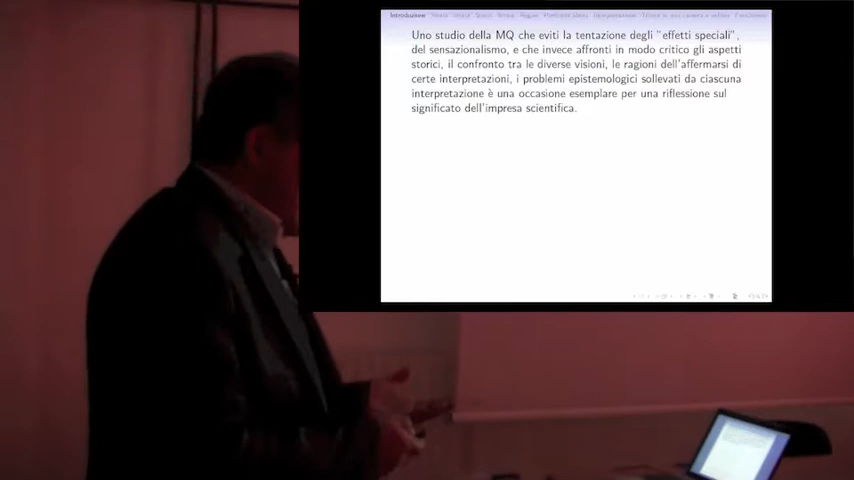 Introduzione
Uno studio della MQ che eviti la tentazione degli "effetti speciali",
del sensazionalismo, e che invece affronti in modo critico gli aspetti
storici, il confronto tra le diverse visioni, le ragioni dell'affermarsi di
certe interpretazioni, i problemi epistemologici sollevati da ciascuna
interpretazione è una occasione esemplare per una riflessione sul
significato dell'impresa scientifica.